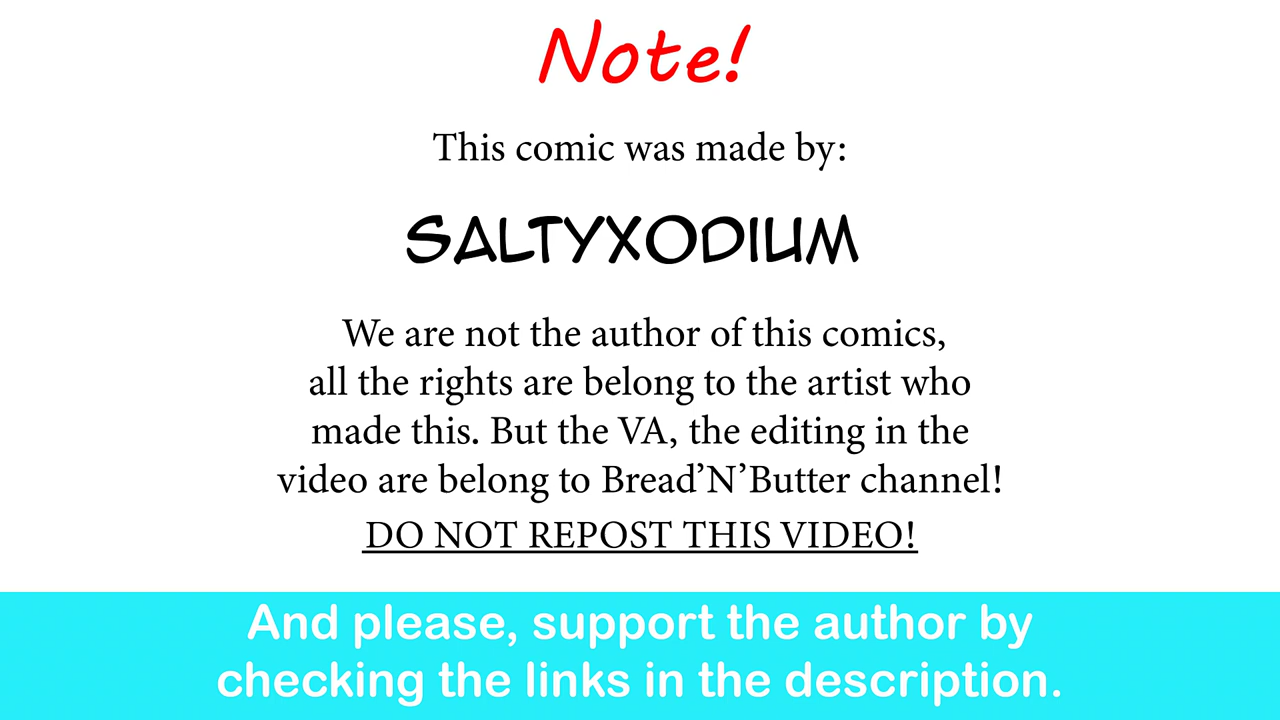 Note!
This comic was made by:
SALTYXODIUM
We are not the author of this comics,
all the rights are belong to the artist who
made this. But the VA, the editing in the
video are belong to Bread’N’Butter channel!
DO NOT REPOST THIS VIDEO!
And please, support the author by
checking the links in the description.